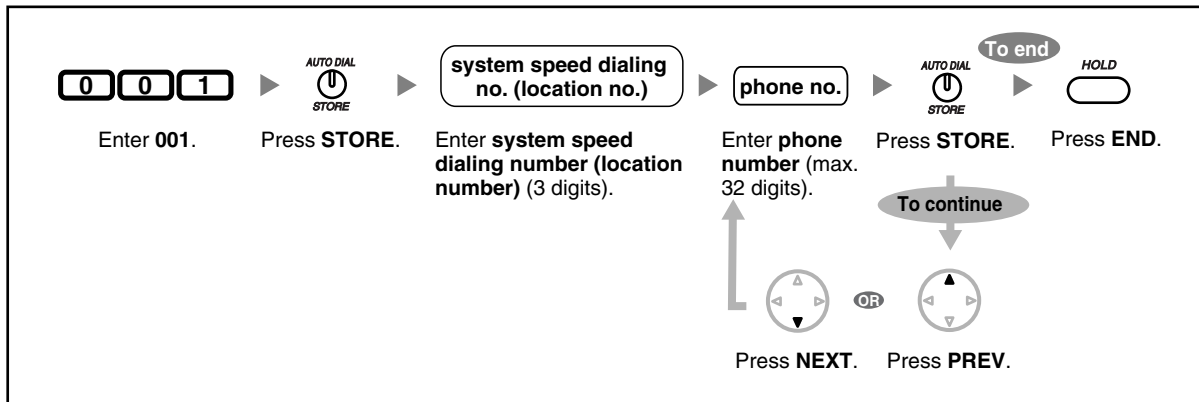 To end
0 0 1
AUTO DIAL
STORE
system speed dialing
no. (location no.)
phone no.
AUTO DIAL
STORE
HOLD
Enter 001.
Press STORE.
Enter system speed
dialing number (location
number) (3 digits).
Enter phone
number (max.
32 digits).
Press STORE.
Press END.
To continue
OR
Press NEXT.
Press PREV.